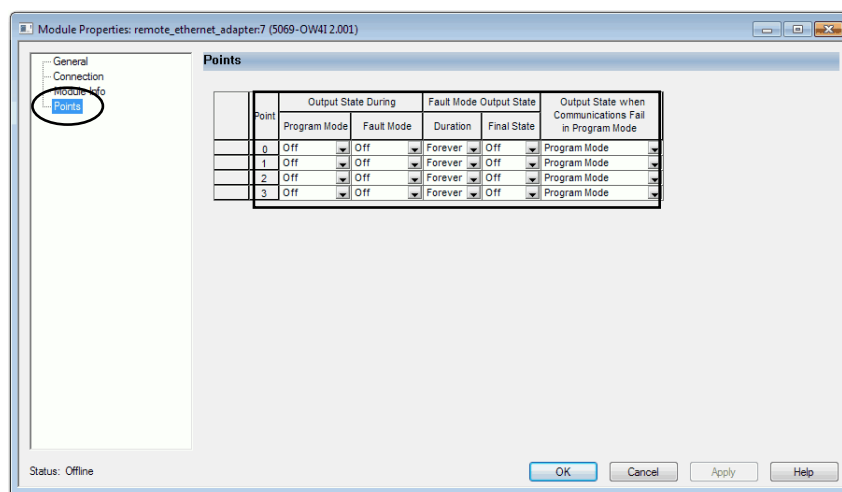 Module Properties: remote_ethernet_adapter:7 (5069-OW4I 2.001)
General
Connection
Module Info
Points
Points
Point
Output State During
Fault Mode Output State
Output State when
Communications Fail
in Program Mode
Program Mode Fault Mode Duration Final State
0 Off Off Forever Off Program Mode
1 Off Off Forever Off Program Mode
2 Off Off Forever Off Program Mode
3 Off Off Forever Off Program Mode
Status: Offline
OK Cancel Apply Help